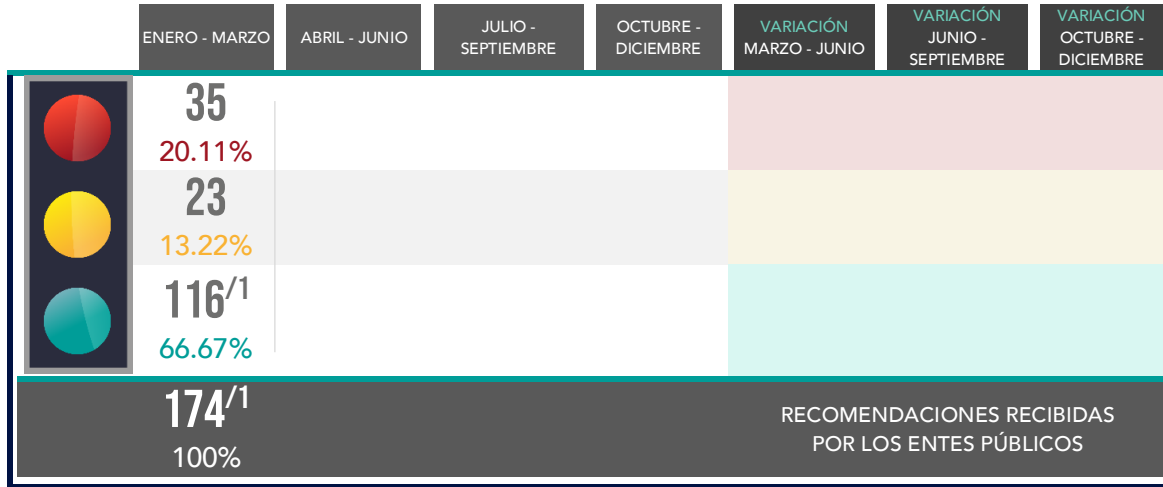 ENERO - MARZO
ABRIL - JUNIO
JULIO -
SEPTIEMBRE
OCTUBRE -
DICIEMBRE
VARIACIÓN
MARZO - JUNIO
VARIACIÓN
JUNIO -
SEPTIEMBRE
VARIACIÓN
OCTUBRE -
DICIEMBRE
35
20.11%
23
13.22%
116/1
66.67%
174/1
100%
RECOMENDACIONES RECIBIDAS
POR LOS ENTES PÚBLICOS